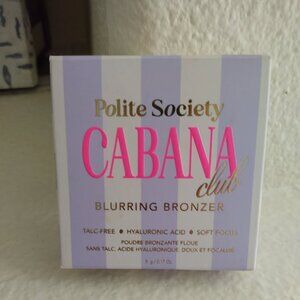 Polite Society
CABANA
club
BLURRING BRONZER
TALC-FREE ● HYALURONIC ACID ● SOFT FOCUS
POUDRE BRONZANTE FLOUE
SANS TALC, ACIDE HYALURONIQUE, DOUX ET FOCALISÉ